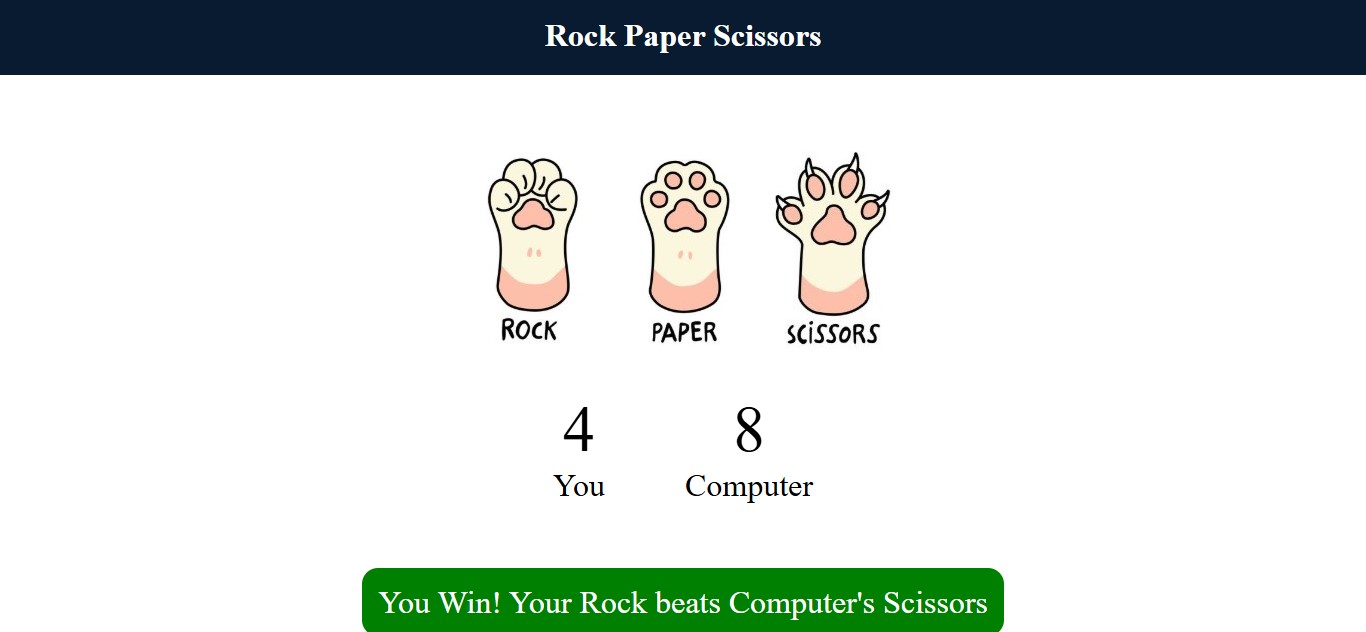 Rock Paper Scissors
ROCK PAPER SCiSSORS
4 8
You Computer
You Win! Your Rock beats Computer's Scissors